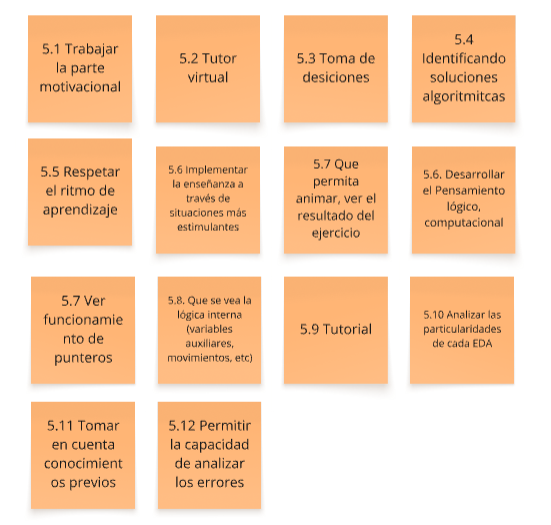 5.1 Trabajar
la parte
motivacional
5.2 Tutor
virtual
5.3 Toma de
desiciones
5.4
Identificando
soluciones
algoritmitcas
5.5 Respetar
el ritmo de
aprendizaje
5.6 Implementar
la enseñanza a
través de
situaciones más
estimulantes
5.7 Que
permita
animar, ver el
resultado del
ejercicio
5.6. Desarrollar
el Pensamiento
lógico,
computacional
5.7 Ver
funcionamie
nto de
punteros
5.8. Que se vea la
lógica interna
(variables
auxiliares,
movimientos, etc)
5.9 Tutorial
5.10 Analizar las
particularidades
de cada EDA
5.11 Tomar
en cuenta
conocimient
os previos
5.12 Permitir
la capacidad
de analizar
los errores